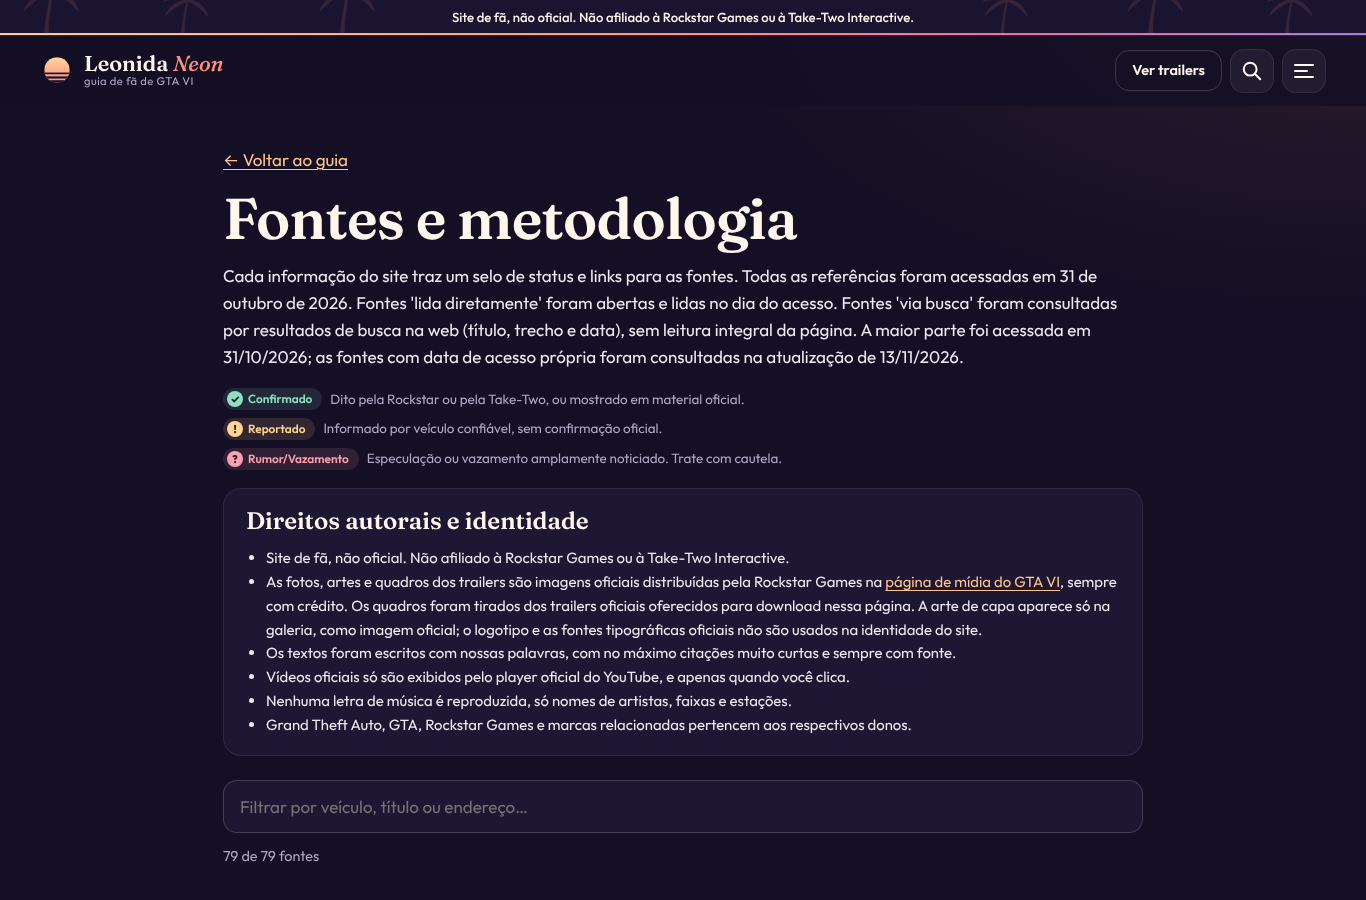 Site de fã, não oficial. Não afiliado à Rockstar Games ou à Take-Two Interactive.
Leonida Neon
guia de fã de GTA VI
Ver trailers
← Voltar ao guia
Fontes e metodologia
Cada informação do site traz um selo de status e links para as fontes. Todas as referências foram acessadas em 31 de
outubro de 2026. Fontes 'lida diretamente' foram abertas e lidas no dia do acesso. Fontes 'via busca' foram consultadas
por resultados de busca na web (título, trecho e data), sem leitura integral da página. A maior parte foi acessada em
31/10/2026; as fontes com data de acesso própria foram consultadas na atualização de 13/11/2026.
Confirmado Dito pela Rockstar ou pela Take-Two, ou mostrado em material oficial.
Reportado Informado por veículo confiável, sem confirmação oficial.
Rumor/Vazamento Especulação ou vazamento amplamente noticiado. Trate com cautela.
Direitos autorais e identidade
• Site de fã, não oficial. Não afiliado à Rockstar Games ou à Take-Two Interactive.
• As fotos, artes e quadros dos trailers são imagens oficiais distribuídas pela Rockstar Games na página de mídia do GTA VI, sempre
com crédito. Os quadros foram tirados dos trailers oficiais oferecidos para download nessa página. A arte de capa aparece só na
galeria, como imagem oficial; o logotipo e as fontes tipográficas oficiais não são usados na identidade do site.
• Os textos foram escritos com nossas palavras, com no máximo citações muito curtas e sempre com fonte.
• Vídeos oficiais só são exibidos pelo player oficial do YouTube, e apenas quando você clica.
• Nenhuma letra de música é reproduzida, só nomes de artistas, faixas e estações.
• Grand Theft Auto, GTA, Rockstar Games e marcas relacionadas pertencem aos respectivos donos.
Filtrar por veículo, título ou endereço...
79 de 79 fontes